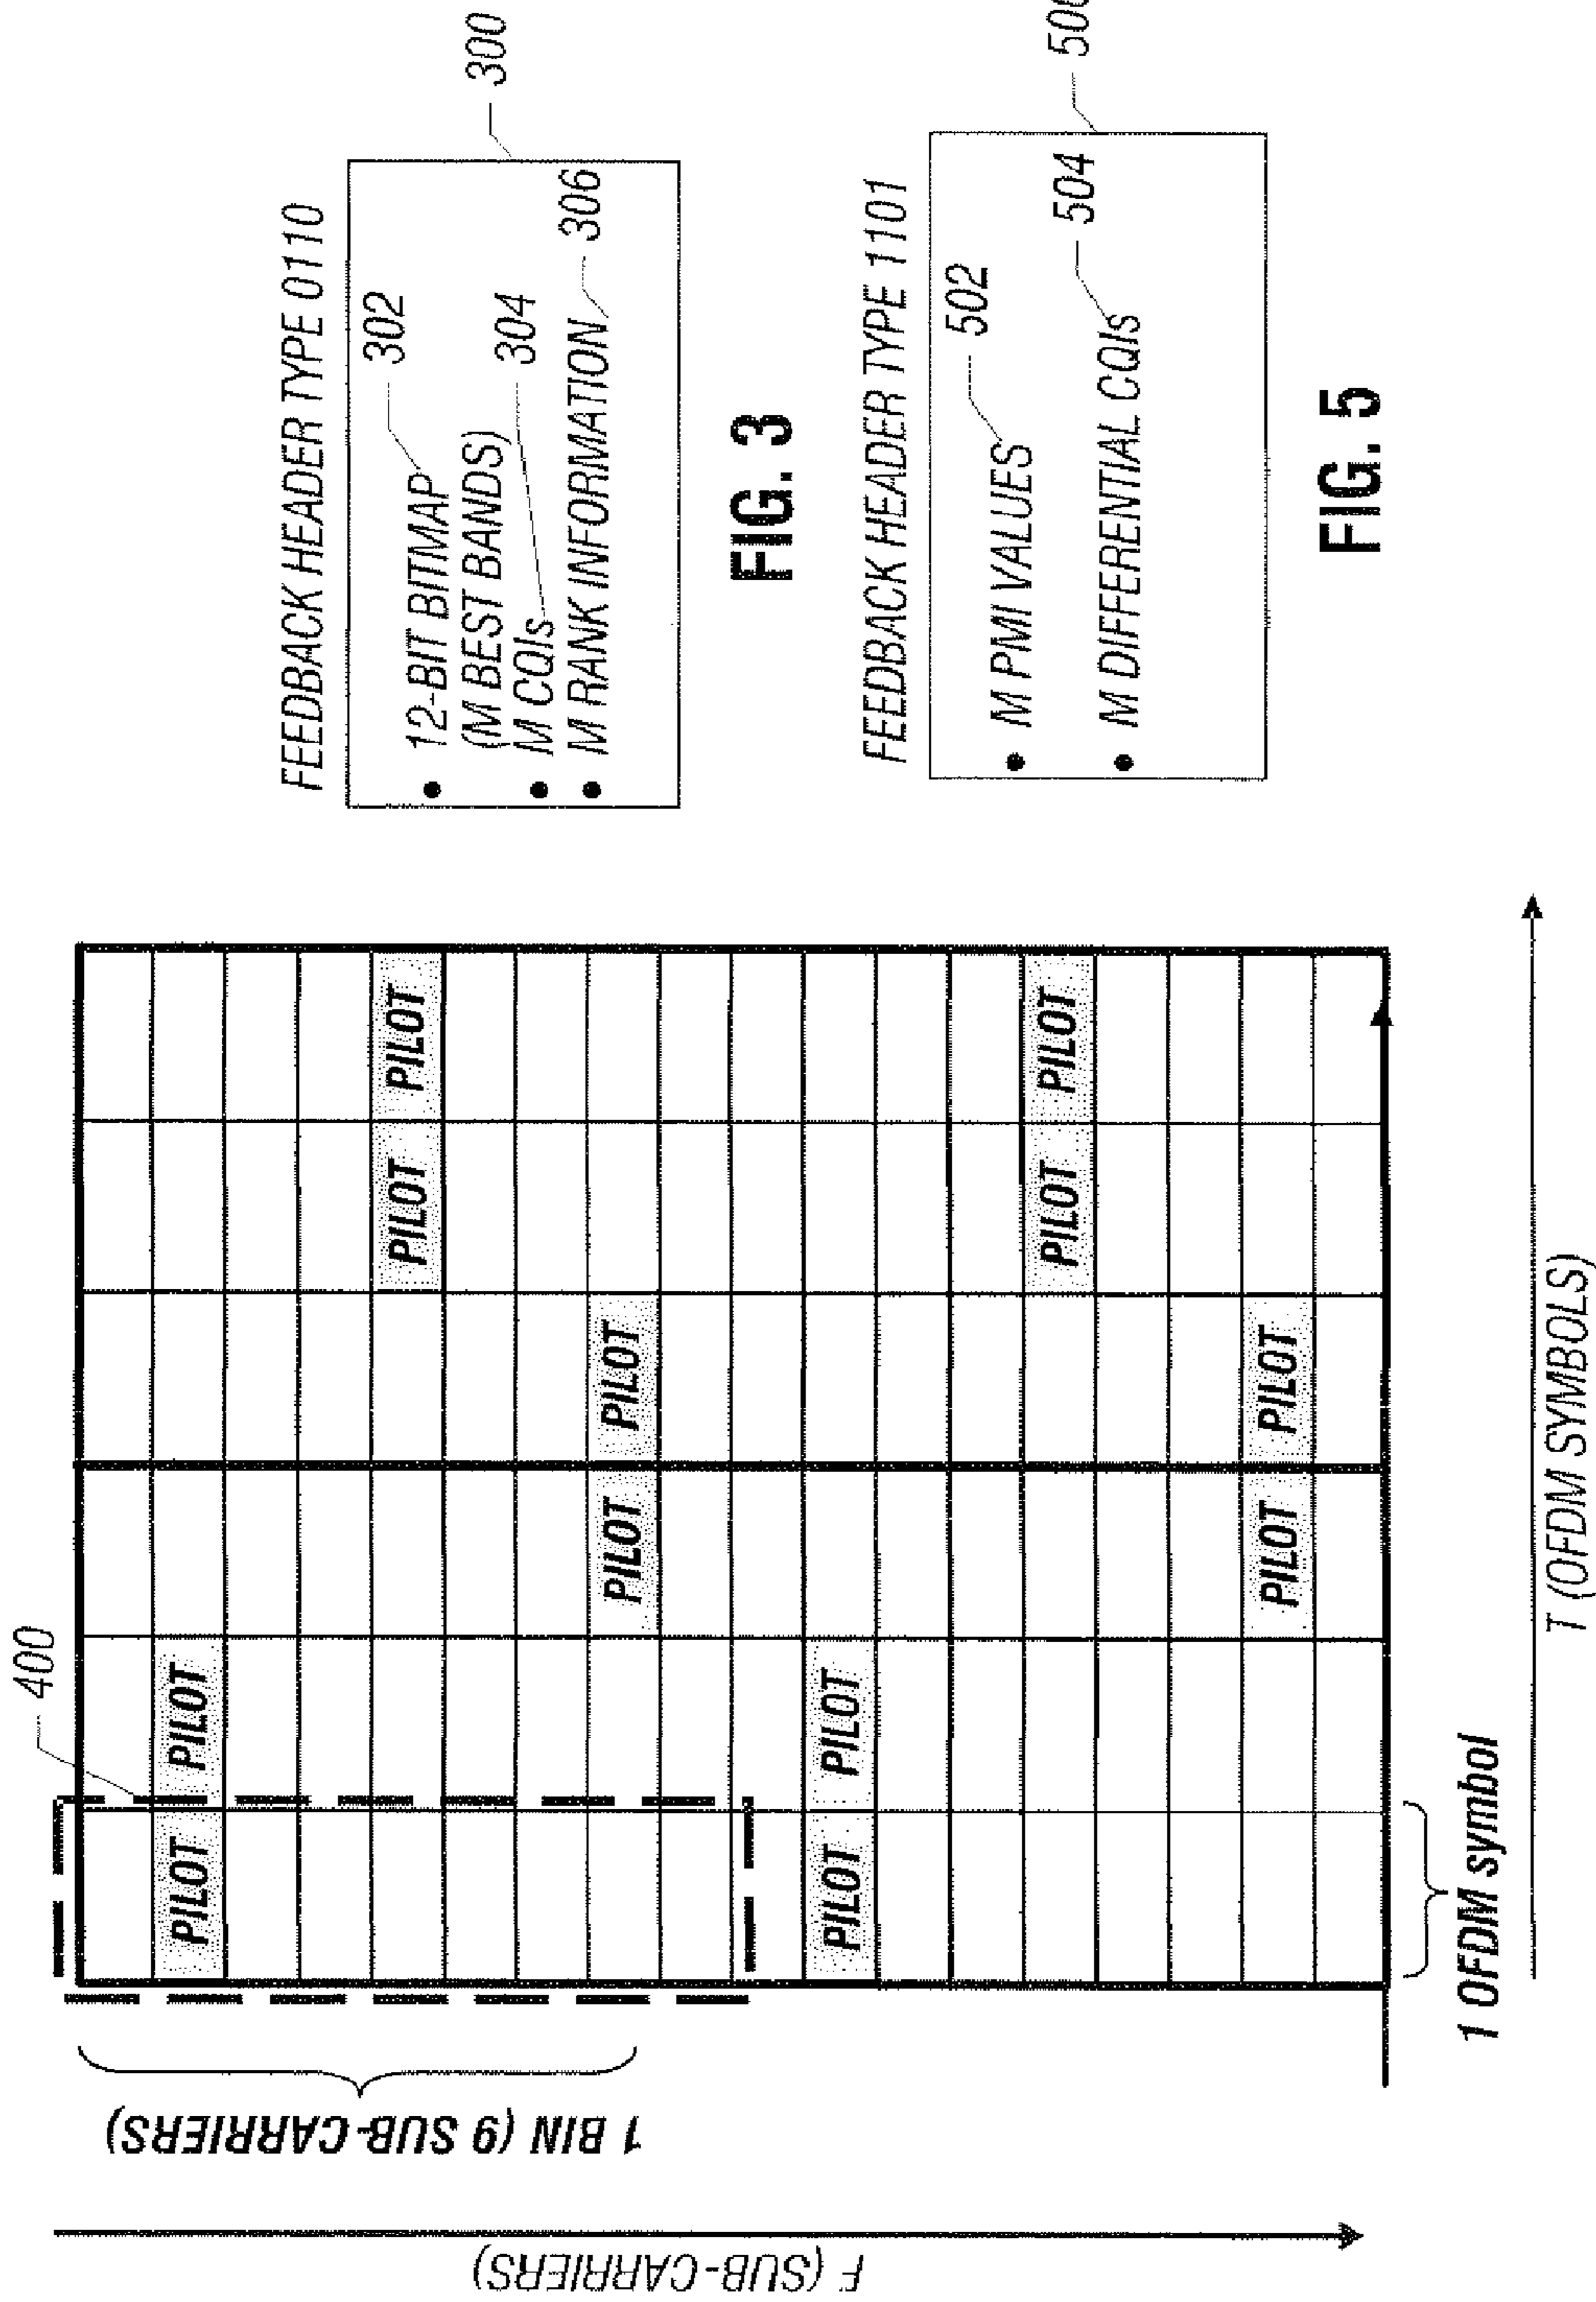 400
PILOT PILOT
PILOT PILOT
PILOT PILOT
PILOT PILOT
PILOT PILOT
PILOT PILOT
1 BIN (9 SUB-CARRIERS)
F (SUB-CARRIERS)
1 OFDM symbol
T (OFDM SYMBOLS)
FEEDBACK HEADER TYPE 0110
302
• 12-BIT BITMAP
(M BEST BANDS)
300
• M CQIs 304
• M RANK INFORMATION 306
FIG. 3
FEEDBACK HEADER TYPE 1101
502
• M PMI VALUES
500
504
• M DIFFERENTIAL CQIs
FIG. 5